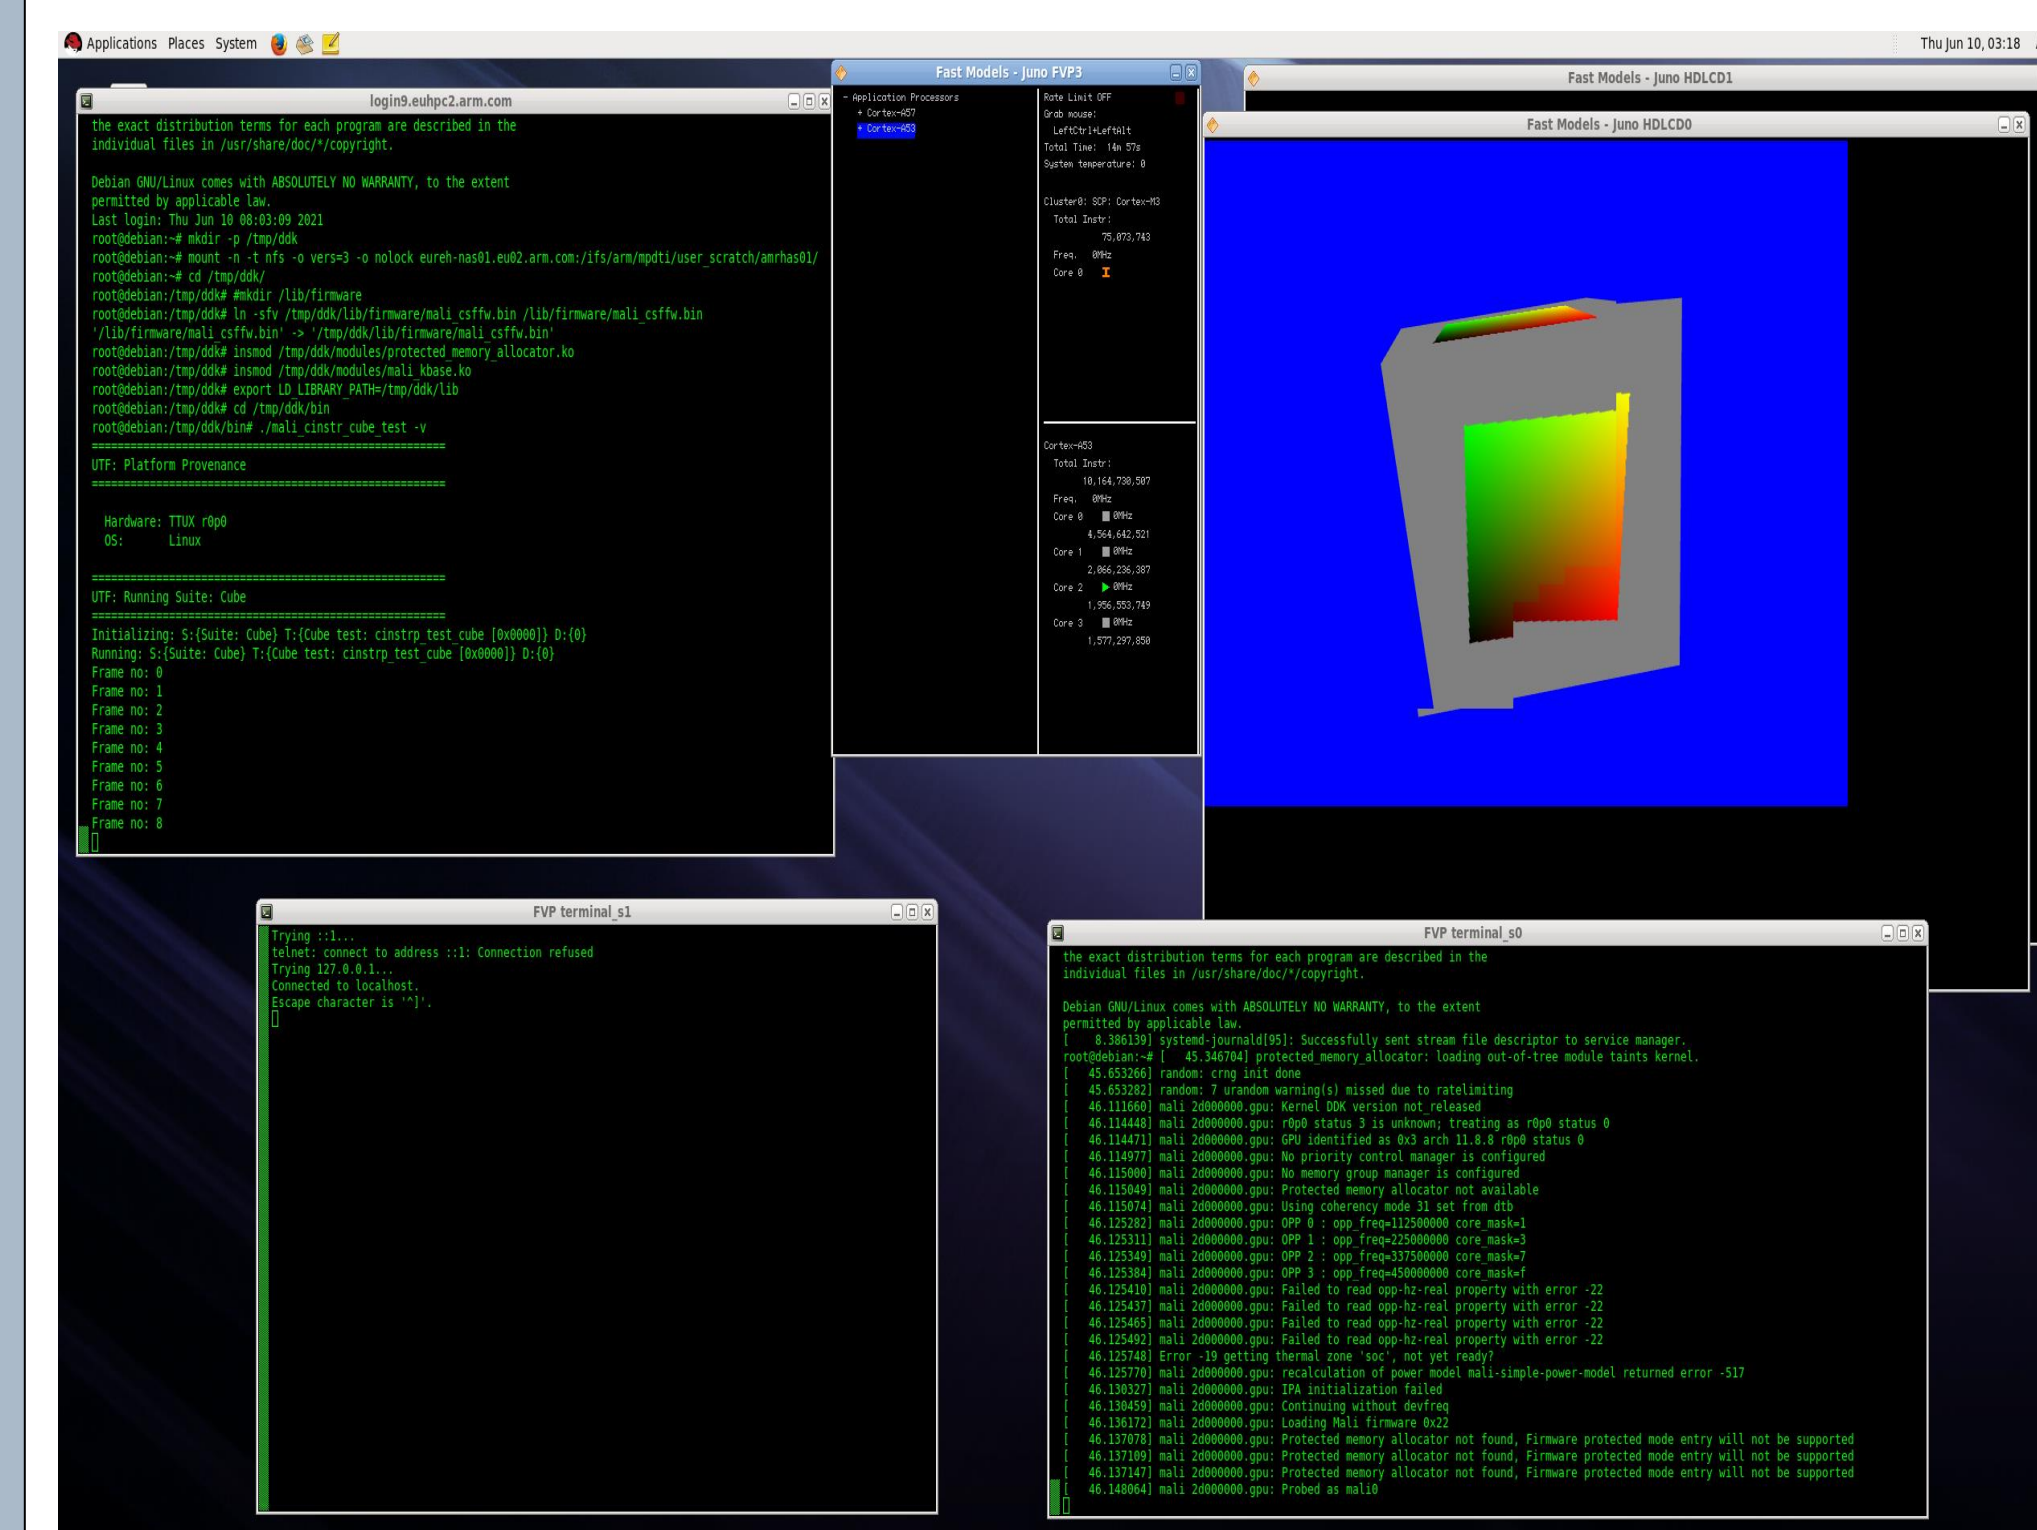 Applications Places System
Thu Jun 10, 03:18
login9.euhpc2.arm.com
the exact distribution terms for each program are described in the
individual files in /usr/share/doc/*/copyright.
Debian GNU/Linux comes with ABSOLUTELY NO WARRANTY, to the extent
permitted by applicable law.
Last login: Thu Jun 10 08:03:09 2021
root@debian:~# mkdir -p /tmp/ddk
root@debian:~# mount -n -t nfs -o vers=3 -o nolock eureh-nas01.eu02.arm.com:/ifs/arm/mpdti/user_scratch/amrhas01/
root@debian:~# cd /tmp/ddk/
root@debian:/tmp/ddk# #mkdir /lib/firmware
root@debian:/tmp/ddk# ln -sfv /tmp/ddk/lib/firmware/mali_csffw.bin /lib/firmware/mali_csffw.bin
'/lib/firmware/mali_csffw.bin' -> '/tmp/ddk/lib/firmware/mali_csffw.bin'
root@debian:/tmp/ddk# insmod /tmp/ddk/modules/protected_memory_allocator.ko
root@debian:/tmp/ddk# insmod /tmp/ddk/modules/mali_kbase.ko
root@debian:/tmp/ddk# export LD_LIBRARY_PATH=/tmp/ddk/lib
root@debian:/tmp/ddk# cd /tmp/ddk/bin
root@debian:/tmp/ddk/bin# ./mali_cinstr_cube_test -v
=======================================================
UTF: Platform Provenance
=======================================================
Hardware: TTUX r0p0
OS: Linux
=======================================================
UTF: Running Suite: Cube
=======================================================
Initializing: S:{Suite: Cube} T:{Cube test: cinstrp_test_cube [0x0000]} D:{0}
Running: S:{Suite: Cube} T:{Cube test: cinstrp_test_cube [0x0000]} D:{0}
Frame no: 0
Frame no: 1
Frame no: 2
Frame no: 3
Frame no: 4
Frame no: 5
Frame no: 6
Frame no: 7
Frame no: 8
Fast Models - Juno FVP3
- Application Processors
+ Cortex-A57
+ Cortex-A53
Rate Limit OFF
Grab mouse:
LeftCtrl+LeftAlt
Total Time: 14m 57s
System temperature: 0
Cluster0: SCP: Cortex-M3
Total Instr:
75,073,743
Freq. 0MHz
Core 0
Cortex-A53
Total Instr:
10,164,730,507
Freq. 0MHz
Core 0 0MHz
4,564,642,521
Core 1 0MHz
2,066,236,387
Core 2 0MHz
1,956,553,749
Core 3 0MHz
1,577,297,850
Fast Models - Juno HDLCD1
Fast Models - Juno HDLCD0
FVP terminal_s1
Trying ::1...
telnet: connect to address ::1: Connection refused
Trying 127.0.0.1...
Connected to localhost.
Escape character is '^]'.
FVP terminal_s0
the exact distribution terms for each program are described in the
individual files in /usr/share/doc/*/copyright.
Debian GNU/Linux comes with ABSOLUTELY NO WARRANTY, to the extent
permitted by applicable law.
[ 8.386139] systemd-journald[95]: Successfully sent stream file descriptor to service manager.
root@debian:~# [ 45.346704] protected_memory_allocator: loading out-of-tree module taints kernel.
[ 45.653266] random: crng init done
[ 45.653282] random: 7 urandom warning(s) missed due to ratelimiting
[ 46.111660] mali 2d000000.gpu: Kernel DDK version not_released
[ 46.114448] mali 2d000000.gpu: r0p0 status 3 is unknown; treating as r0p0 status 0
[ 46.114471] mali 2d000000.gpu: GPU identified as 0x3 arch 11.8.8 r0p0 status 0
[ 46.114977] mali 2d000000.gpu: No priority control manager is configured
[ 46.115000] mali 2d000000.gpu: No memory group manager is configured
[ 46.115049] mali 2d000000.gpu: Protected memory allocator not available
[ 46.115074] mali 2d000000.gpu: Using coherency mode 31 set from dtb
[ 46.125282] mali 2d000000.gpu: OPP 0 : opp_freq=112500000 core_mask=1
[ 46.125311] mali 2d000000.gpu: OPP 1 : opp_freq=225000000 core_mask=3
[ 46.125349] mali 2d000000.gpu: OPP 2 : opp_freq=337500000 core_mask=7
[ 46.125384] mali 2d000000.gpu: OPP 3 : opp_freq=450000000 core_mask=f
[ 46.125410] mali 2d000000.gpu: Failed to read opp-hz-real property with error -22
[ 46.125437] mali 2d000000.gpu: Failed to read opp-hz-real property with error -22
[ 46.125465] mali 2d000000.gpu: Failed to read opp-hz-real property with error -22
[ 46.125492] mali 2d000000.gpu: Failed to read opp-hz-real property with error -22
[ 46.125748] Error -19 getting thermal zone 'soc', not yet ready?
[ 46.125770] mali 2d000000.gpu: recalculation of power model mali-simple-power-model returned error -517
[ 46.130327] mali 2d000000.gpu: IPA initialization failed
[ 46.130459] mali 2d000000.gpu: Continuing without devfreq
[ 46.136172] mali 2d000000.gpu: Loading Mali firmware 0x22
[ 46.137078] mali 2d000000.gpu: Protected memory allocator not found, Firmware protected mode entry will not be supported
[ 46.137109] mali 2d000000.gpu: Protected memory allocator not found, Firmware protected mode entry will not be supported
[ 46.137147] mali 2d000000.gpu: Protected memory allocator not found, Firmware protected mode entry will not be supported
[ 46.148064] mali 2d000000.gpu: Probed as mali0